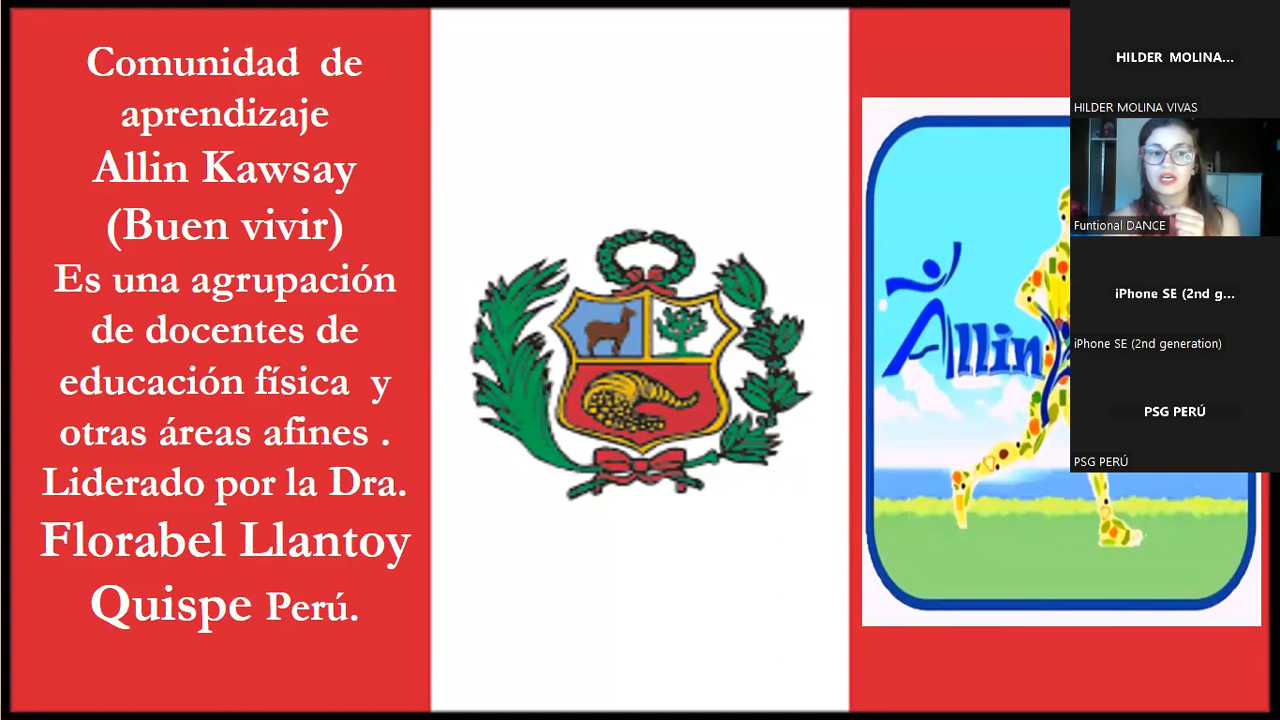 Comunidad de
aprendizaje
Allin Kawsay
(Buen vivir)
Es una agrupación
de docentes de
educación física y
otras áreas afines .
Liderado por la Dra.
Florabel Llantoy
Quispe Perú.
Allin
HILDER MOLINA...
HILDER MOLINA VIVAS
Funtional DANCE
iPhone SE (2nd g...
iPhone SE (2nd generation)
PSG PERÚ
PSG PERÚ